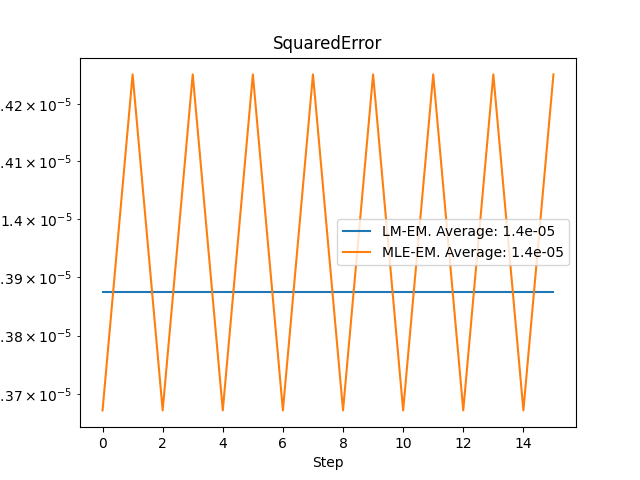 SquaredError
.42 × 10⁻⁵
.41 × 10⁻⁵
1.4 × 10⁻⁵
.39 × 10⁻⁵
.38 × 10⁻⁵
.37 × 10⁻⁵
LM-EM. Average: 1.4e-05
MLE-EM. Average: 1.4e-05
0 2 4 6 8 10 12 14
Step